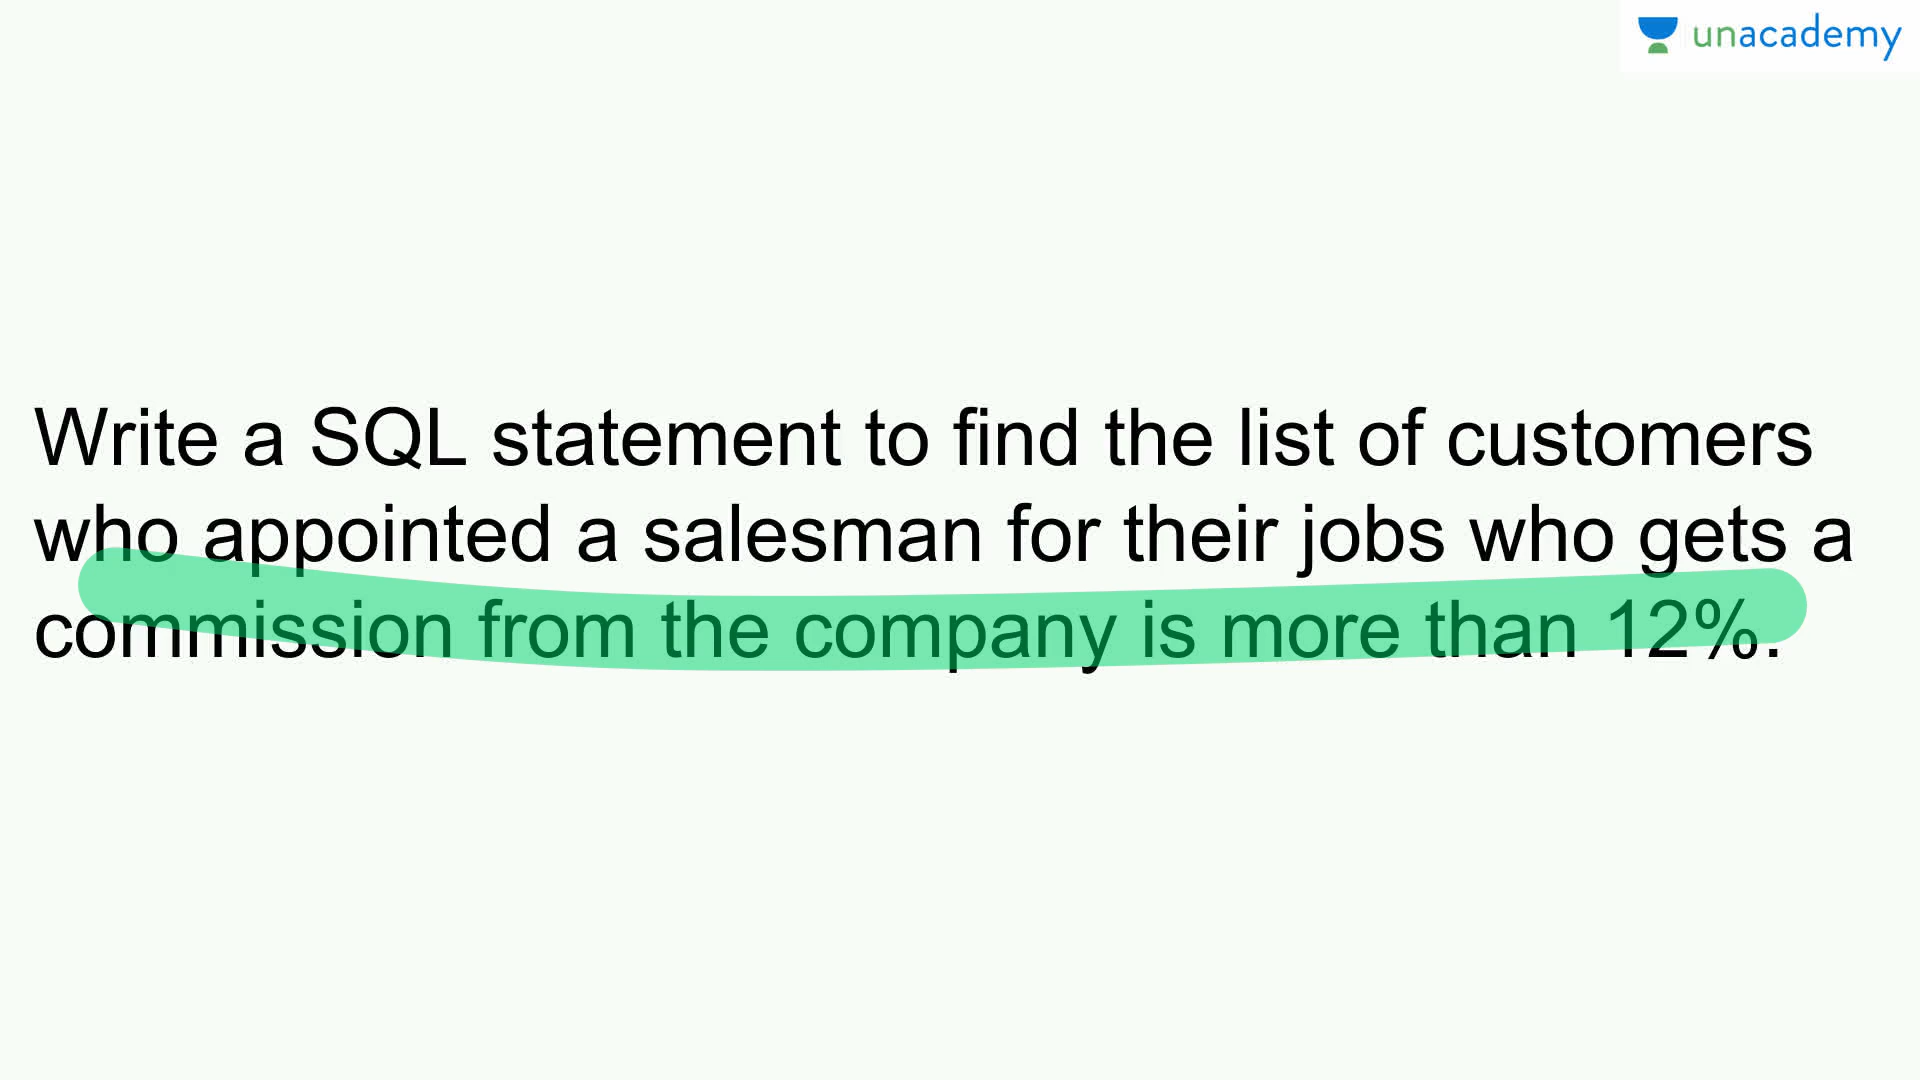 unacademy
Write a SQL statement to find the list of customers
who appointed a salesman for their jobs who gets a
commission from the company is more than 12%.